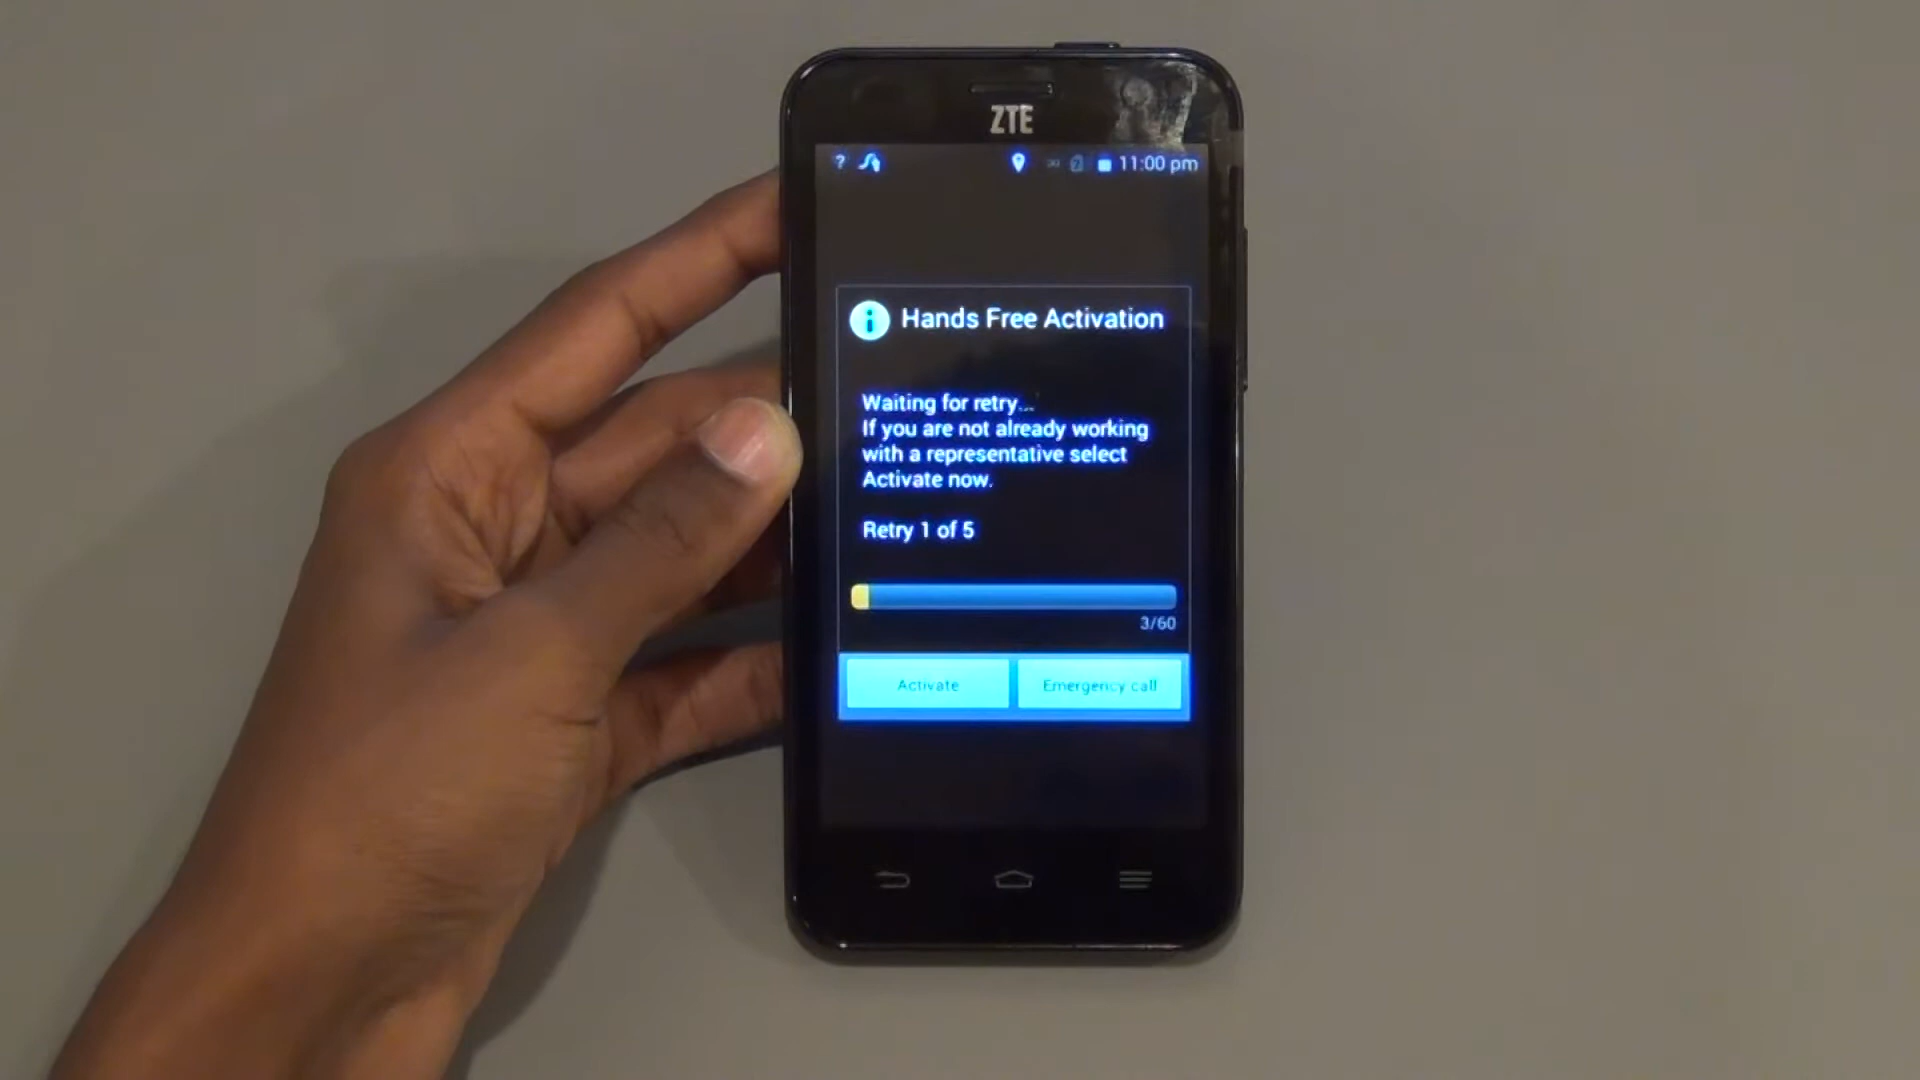 ZTE
? 11:00 pm
Hands Free Activation
Waiting for retry...
If you are not already working
with a representative select
Activate now.
Retry 1 of 5
3/60
Activate Emergency call